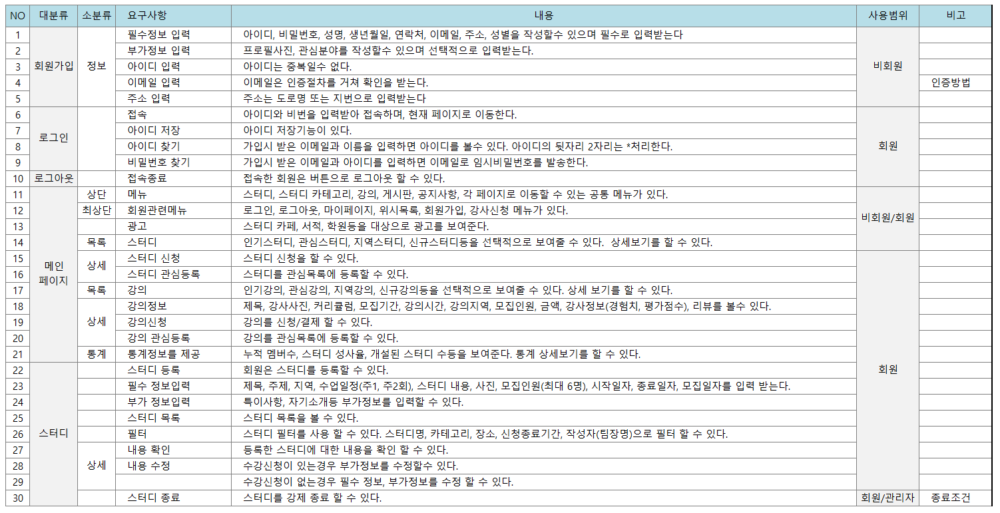 NO 대분류 소분류 요구사항 내용 사용범위 비고
1 회원가입 정보 필수정보 입력 아이디, 비밀번호, 성명, 생년월일, 연락처, 이메일, 주소, 성별을 작성할수 있으며 필수로 입력받는다 비회원
2 부가정보 입력 프로필사진, 관심분야를 작성할수 있으며 선택적으로 입력받는다.
3 아이디 입력 아이디는 중복일수 없다.
4 이메일 입력 이메일은 인증절차를 거쳐 확인을 받는다. 인증방법
5 주소 입력 주소는 도로명 또는 지번으로 입력받는다
6 로그인 접속 아이디와 비번을 입력받아 접속하며, 현재 페이지로 이동한다. 회원
7 아이디 저장 아이디 저장기능이 있다.
8 아이디 찾기 가입시 받은 이메일과 이름을 입력하면 아이디를 볼수 있다. 아이디의 뒷자리 2자리는 *처리한다.
9 비밀번호 찾기 가입시 받은 이메일과 아이디를 입력하면 이메일로 임시비밀번호를 발송한다.
10 로그아웃 접속종료 접속한 회원은 버튼으로 로그아웃 할 수 있다.
11 메인 페이지 상단 메뉴 스터디, 스터디 카테고리, 강의, 게시판, 공지사항, 각 페이지로 이동할 수 있는 공통 메뉴가 있다. 비회원/회원
12 최상단 회원관련메뉴 로그인, 로그아웃, 마이페이지, 위시목록, 회원가입, 강사신청 메뉴가 있다.
13 광고 스터디 카페, 서적, 학원등을 대상으로 광고를 보여준다.
14 목록 스터디 인기스터디, 관심스터디, 지역스터디, 신규스터디등을 선택적으로 보여줄 수 있다. 상세보기를 할 수 있다.
15 상세 스터디 신청 스터디 신청을 할 수 있다. 회원
16 스터디 관심등록 스터디를 관심목록에 등록할 수 있다.
17 목록 강의 인기강의, 관심강의, 지역강의, 신규강의등을 선택적으로 보여줄 수 있다. 상세 보기를 할 수 있다.
18 상세 강의정보 제목, 강사사진, 커리큘럼, 모집기간, 강의시간, 강의지역, 모집인원, 금액, 강사정보(경험치, 평가점수), 리뷰를 볼수 있다.
19 강의신청 강의를 신청/결제 할 수 있다.
20 강의 관심등록 강의를 관심목록에 등록할 수 있다.
21 통계 통계정보를 제공 누적 멤버수, 스터디 성사율, 개설된 스터디 수등을 보여준다. 통계 상세보기를 할 수 있다.
22 스터디 스터디 등록 회원은 스터디를 등록할 수 있다.
23 필수 정보입력 제목, 주제, 지역, 수업일정(주1, 주2회), 스터디 내용, 사진, 모집인원(최대 6명), 시작일자, 종료일자, 모집일자를 입력 받는다.
24 부가 정보입력 특이사항, 자기소개등 부가정보를 입력할 수 있다.
25 스터디 목록 스터디 목록을 볼 수 있다.
26 필터 스터디 필터를 사용 할 수 있다. 스터디명, 카테고리, 장소, 신청종료기간, 작성자(팀장명)으로 필터 할 수 있다.
27 상세 내용 확인 등록한 스터디에 대한 내용을 확인 할 수 있다.
28 내용 수정 수강신청이 있는경우 부가정보를 수정할수 있다.
29 수강신청이 없는경우 필수 정보, 부가정보를 수정 할 수 있다.
30 스터디 종료 스터디를 강제 종료 할 수 있다. 회원/관리자 종료조건